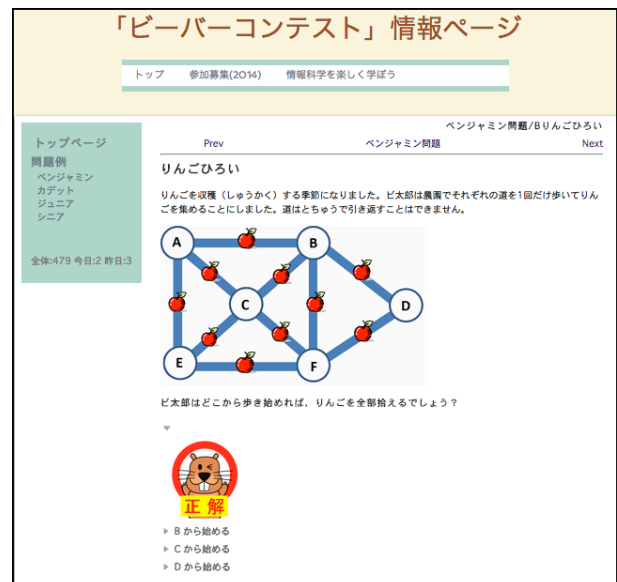 「ビーバーコンテスト」情報ページ
トップ 参加募集(2014) 情報科学を楽しく学ぼう
ベンジャミン問題/Bりんごひろい
トップページ
問題例
ベンジャミン
カデット
ジュニア
シニア
全体:479 今日:2 昨日:3
Prev ベンジャミン問題 Next
りんごひろい
りんごを収穫（しゅうかく）する季節になりました。ビ太郎は農園でそれぞれの道を1回だけ歩いてりん
ごを集めることにしました。道はとちゅうで引き返すことはできません。
A B
C D
E F
ビ太郎はどこから歩き始めれば，りんごを全部拾えるでしょう？
正解
B から始める
C から始める
D から始める